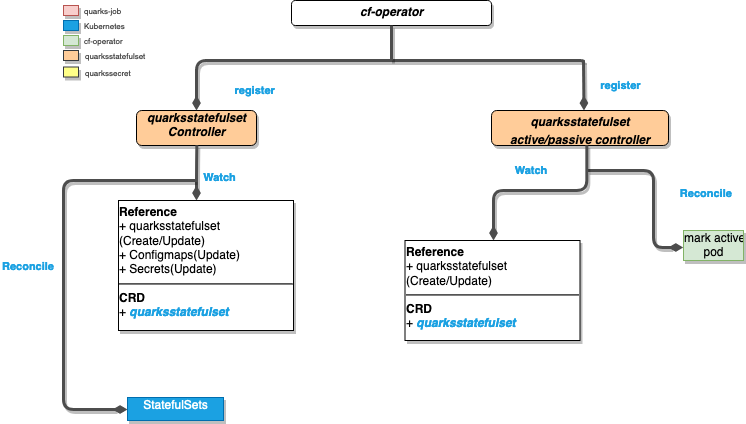 cf-operator
quarks-job
Kubernetes
cf-operator
quarksstatefulset
quarkssecret
register
register
quarksstatefulset
Controller
quarksstatefulset
active/passive controller
Watch
Watch
Reconcile
Reference
+ quarksstatefulset
(Create/Update)
+ Configmaps(Update)
+ Secrets(Update)
CRD
+ quarksstatefulset
Reconcile
mark active
pod
Reference
+ quarksstatefulset
(Create/Update)
CRD
+ quarksstatefulset
StatefulSets